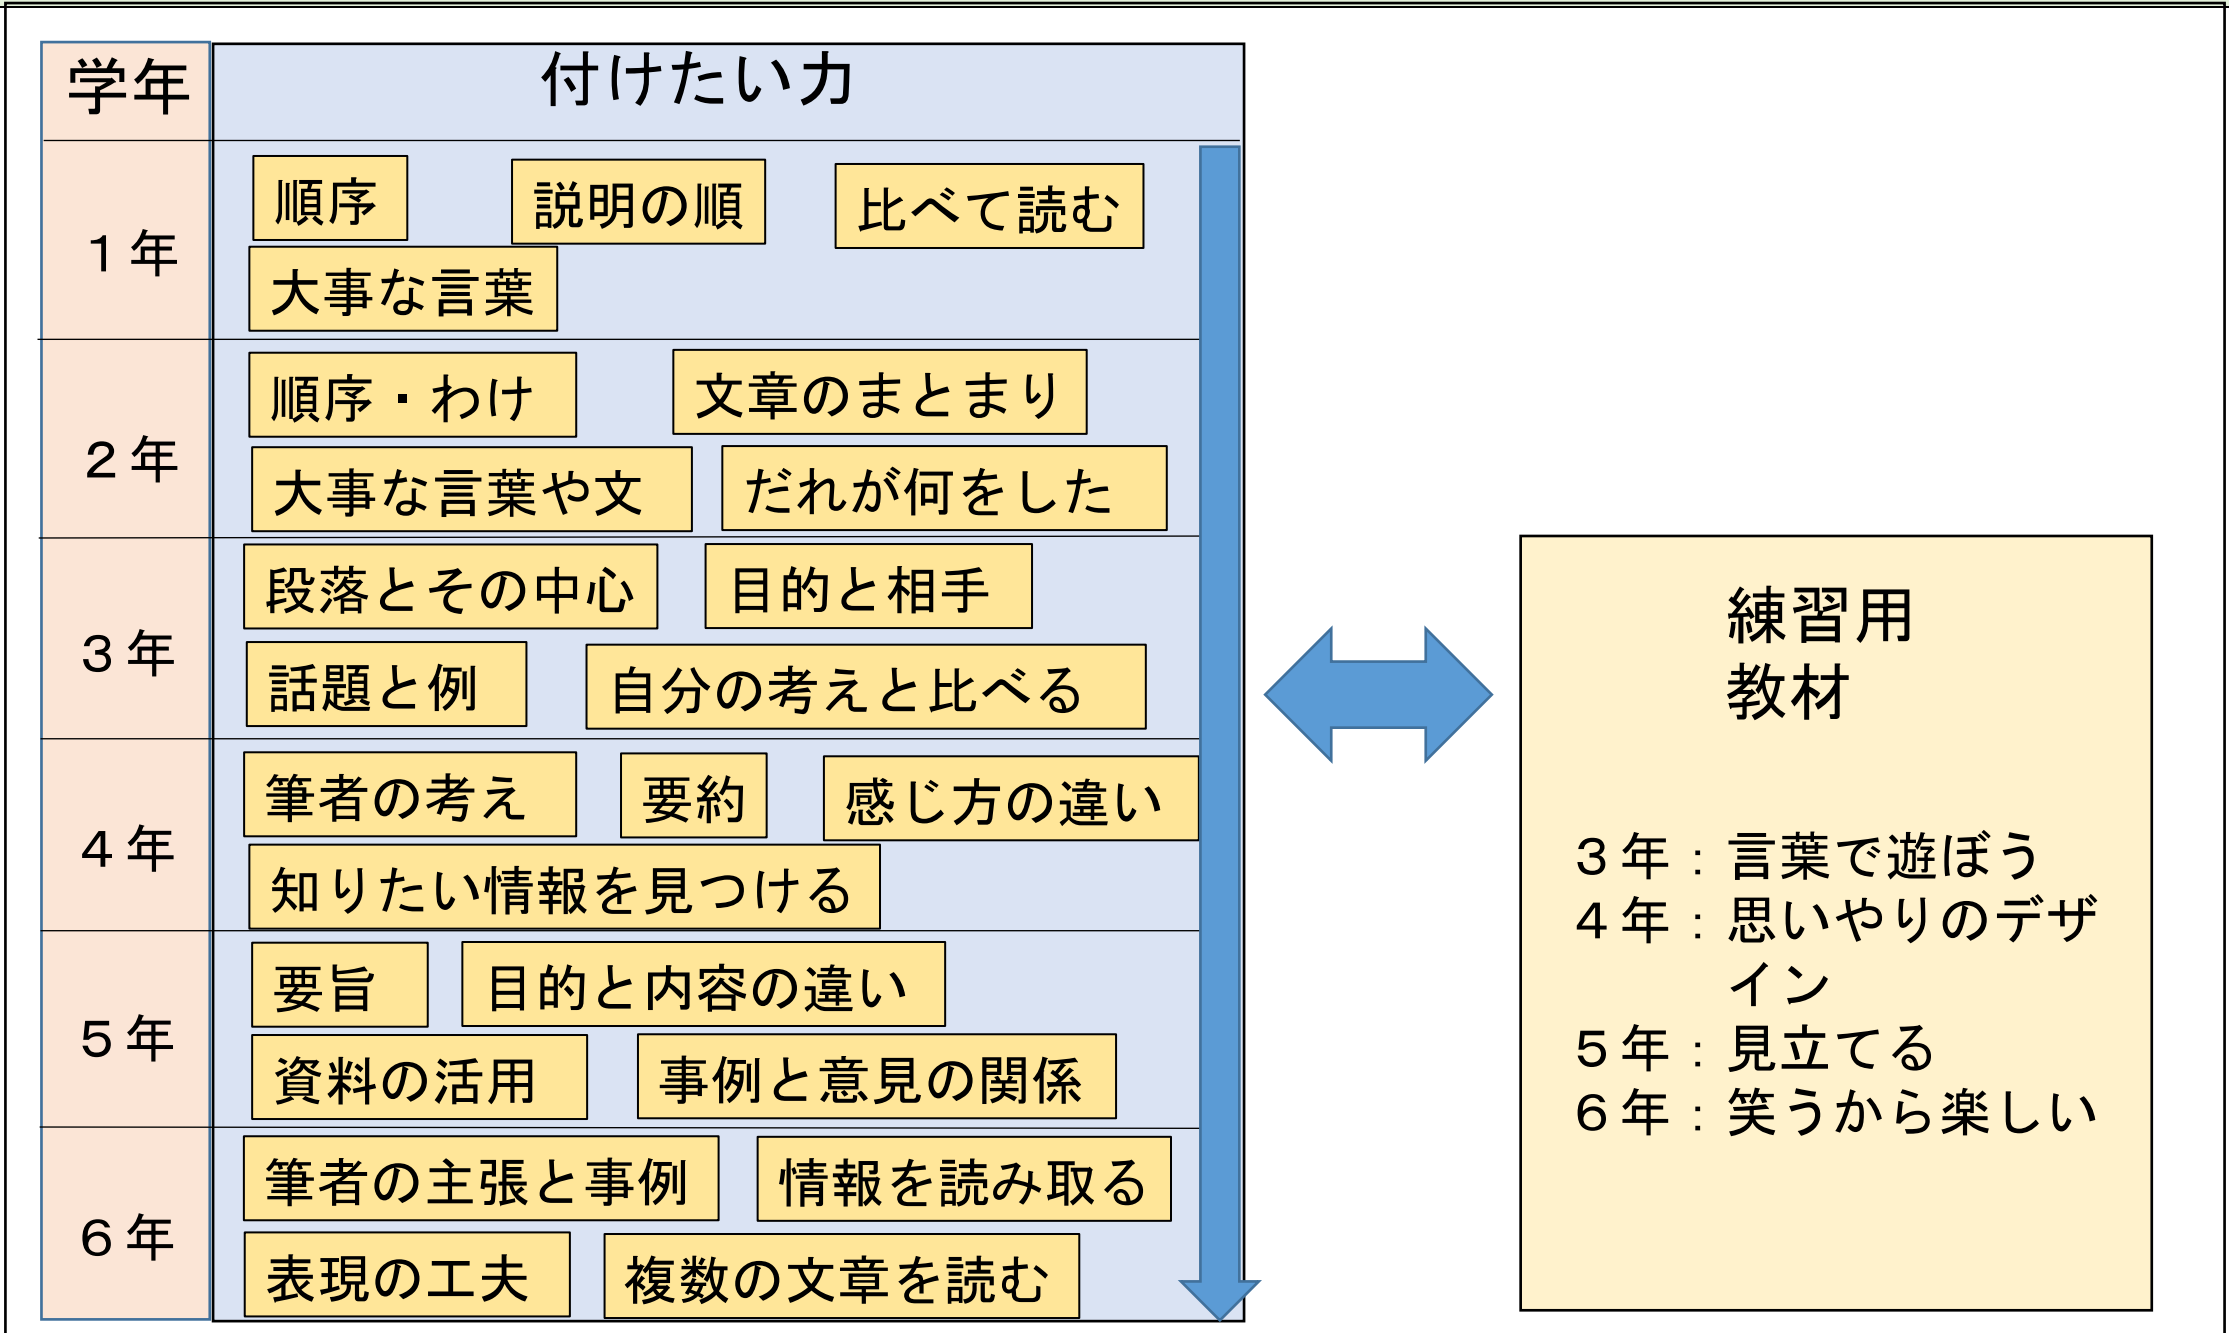 学年
付けたい力
１年
順序
説明の順
比べて読む
大事な言葉
２年
順序・わけ
文章のまとまり
大事な言葉や文
だれが何をした
３年
段落とその中心
目的と相手
話題と例
自分の考えと比べる
４年
筆者の考え
要約
感じ方の違い
知りたい情報を見つける
５年
要旨
目的と内容の違い
資料の活用
事例と意見の関係
６年
筆者の主張と事例
情報を読み取る
表現の工夫
複数の文章を読む
練習用
教材
３年：言葉で遊ぼう
４年：思いやりのデザ
イン
５年：見立てる
６年：笑うから楽しい